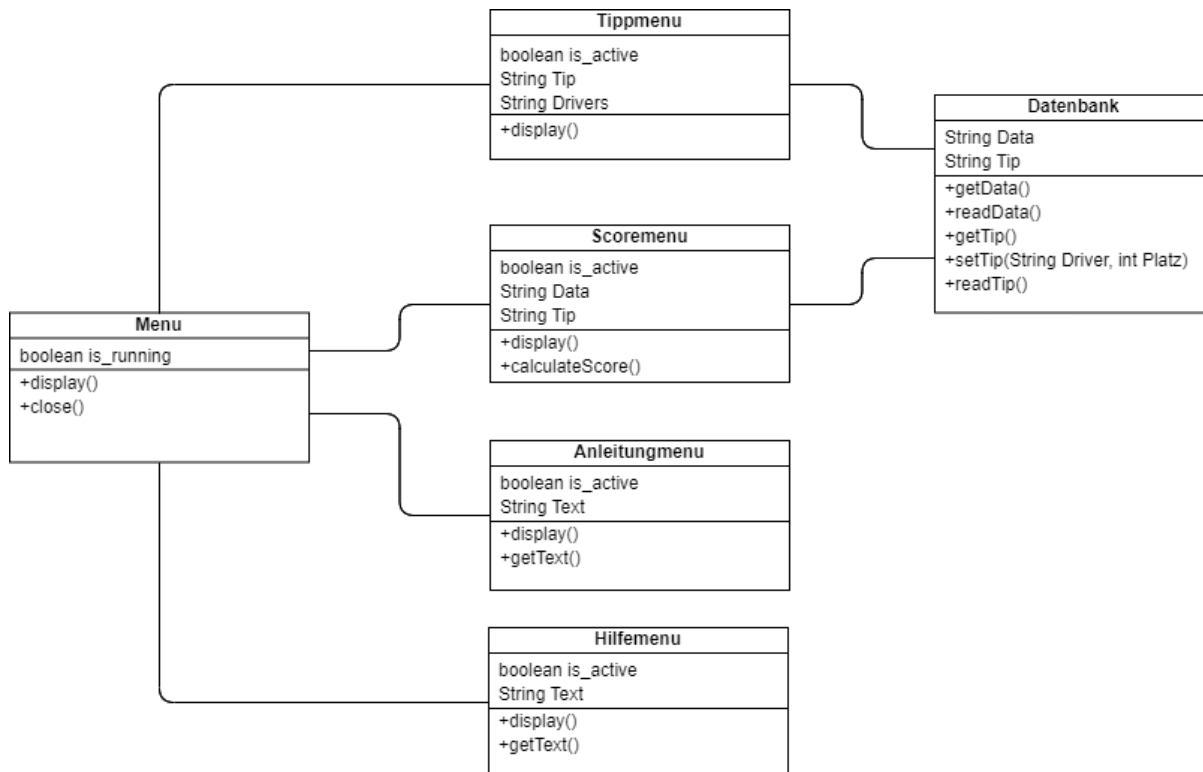 Tippmenu
boolean is_active
String Tip
String Drivers
+display()
Datenbank
String Data
String Tip
+getData()
+readData()
+getTip()
+setTip(String Driver, int Platz)
+readTip()
Scoremenu
boolean is_active
String Data
String Tip
+display()
+calculateScore()
Menu
boolean is_running
+display()
+close()
Anleitungmenu
boolean is_active
String Text
+display()
+getText()
Hilfemenu
boolean is_active
String Text
+display()
+getText()